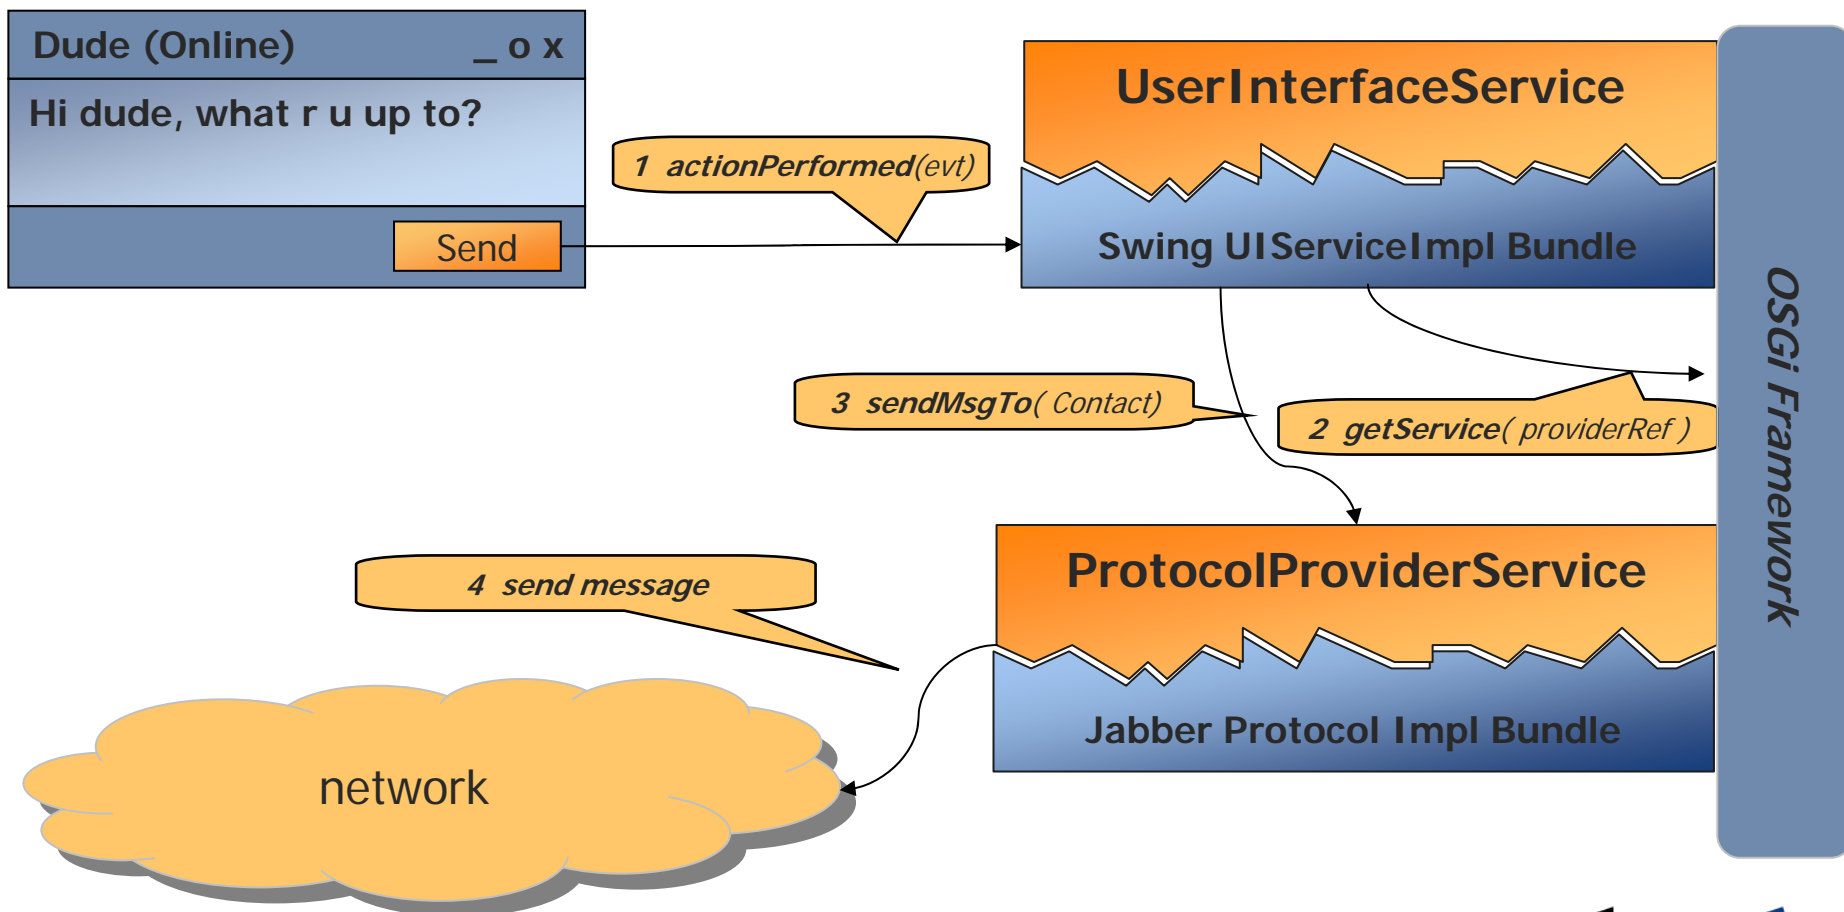 Dude (Online) _ o x
Hi dude, what r u up to?
Send
1 actionPerformed(evt)
UserInterfaceService
Swing UIServiceImpl Bundle
OSGi Framework
3 sendMsgTo( Contact)
2 getService( providerRef )
ProtocolProviderService
Jabber Protocol Impl Bundle
4 send message
network